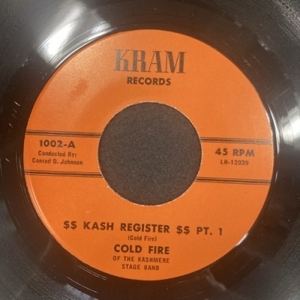 KRAM
RECORDS
1002-A
Conducted By:
Conrad O. Johnson
45 RPM
LH-12039
$$ KASH REGISTER $$ PT. 1
(Cold Fire)
COLD FIRE
OF THE KASHMERE
STAGE BAND